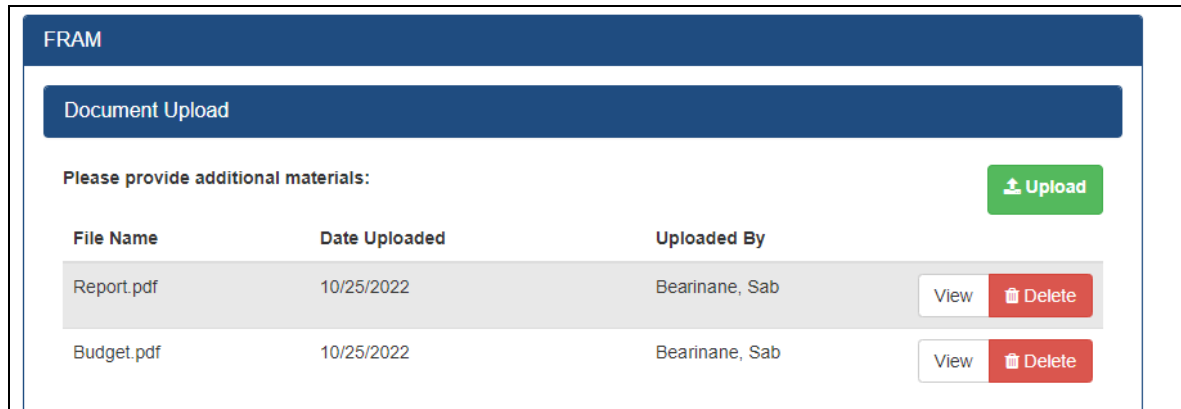 FRAM
Document Upload
Please provide additional materials:
Upload
File Name Date Uploaded Uploaded By
Report.pdf 10/25/2022 Bearinane, Sab View Delete
Budget.pdf 10/25/2022 Bearinane, Sab View Delete